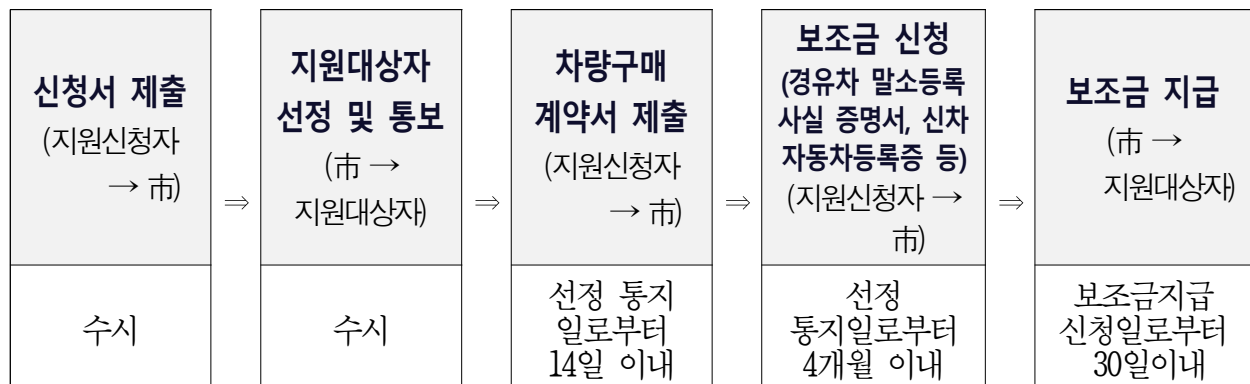 신청서 제출
(지원신청자
→ 市)
수시
⇒
지원대상자
선정 및 통보
(市 →
지원대상자)
수시
⇒
차량구매
계약서 제출
(지원신청자
→ 市)
선정 통지
일로부터
14일 이내
⇒
보조금 신청
(경유차 말소등록
사실 증명서, 신차
자동차등록증 등)
(지원신청자 →
市)
선정
통지일로부터
4개월 이내
⇒
보조금 지급
(市 →
지원대상자)
보조금지급
신청일로부터
30일이내